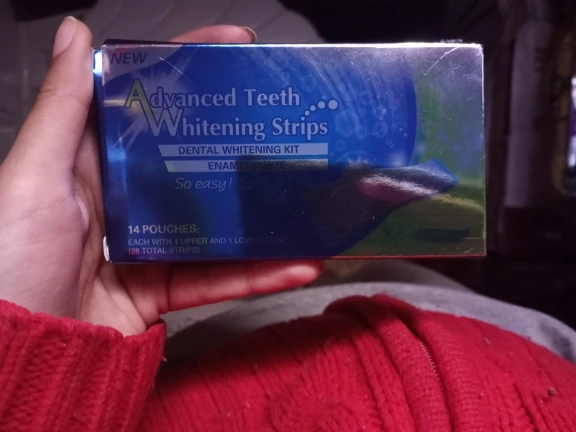 NEW
Advanced Teeth
Whitening Strips
DENTAL WHITENING KIT
So easy!
14 POUCHES:
EACH WITH 1 UPPER AND 1
(28 TOTAL STRIPS)